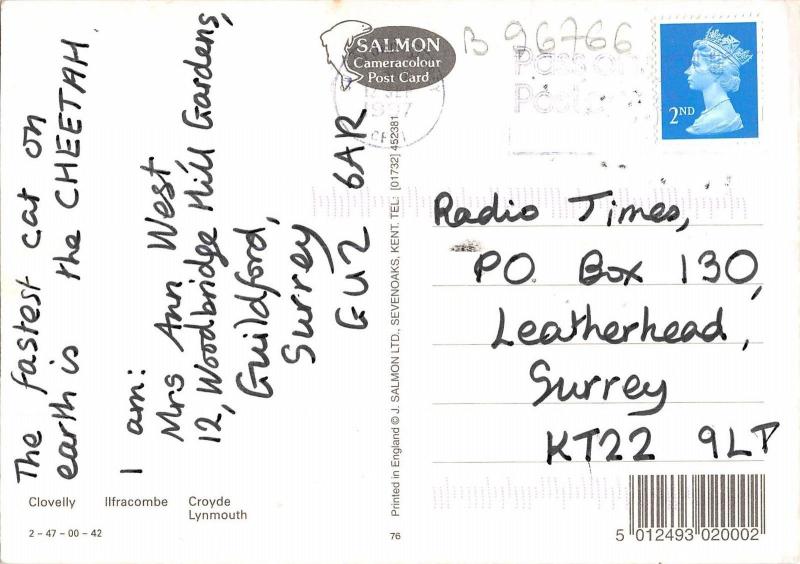 The fastest cat on
earth is the CHEETAH.
I am:
Mrs Ann West,
12, Woodbridge Hill Gardens,
Guildford,
Surrey
GU2 6AR
Clovelly Ilfracombe Croyde
Lynmouth
2 – 47 – 00 – 42
SALMON
Cameracolour
Post Card
Printed in England © J. SALMON LTD., SEVENOAKS, KENT. TEL: [01732] 452381
76
B 96766
1997
2ND
Radio Times,
PO. Box 130,
Leatherhead,
Surrey
KT22 9LT
5 012493 020002